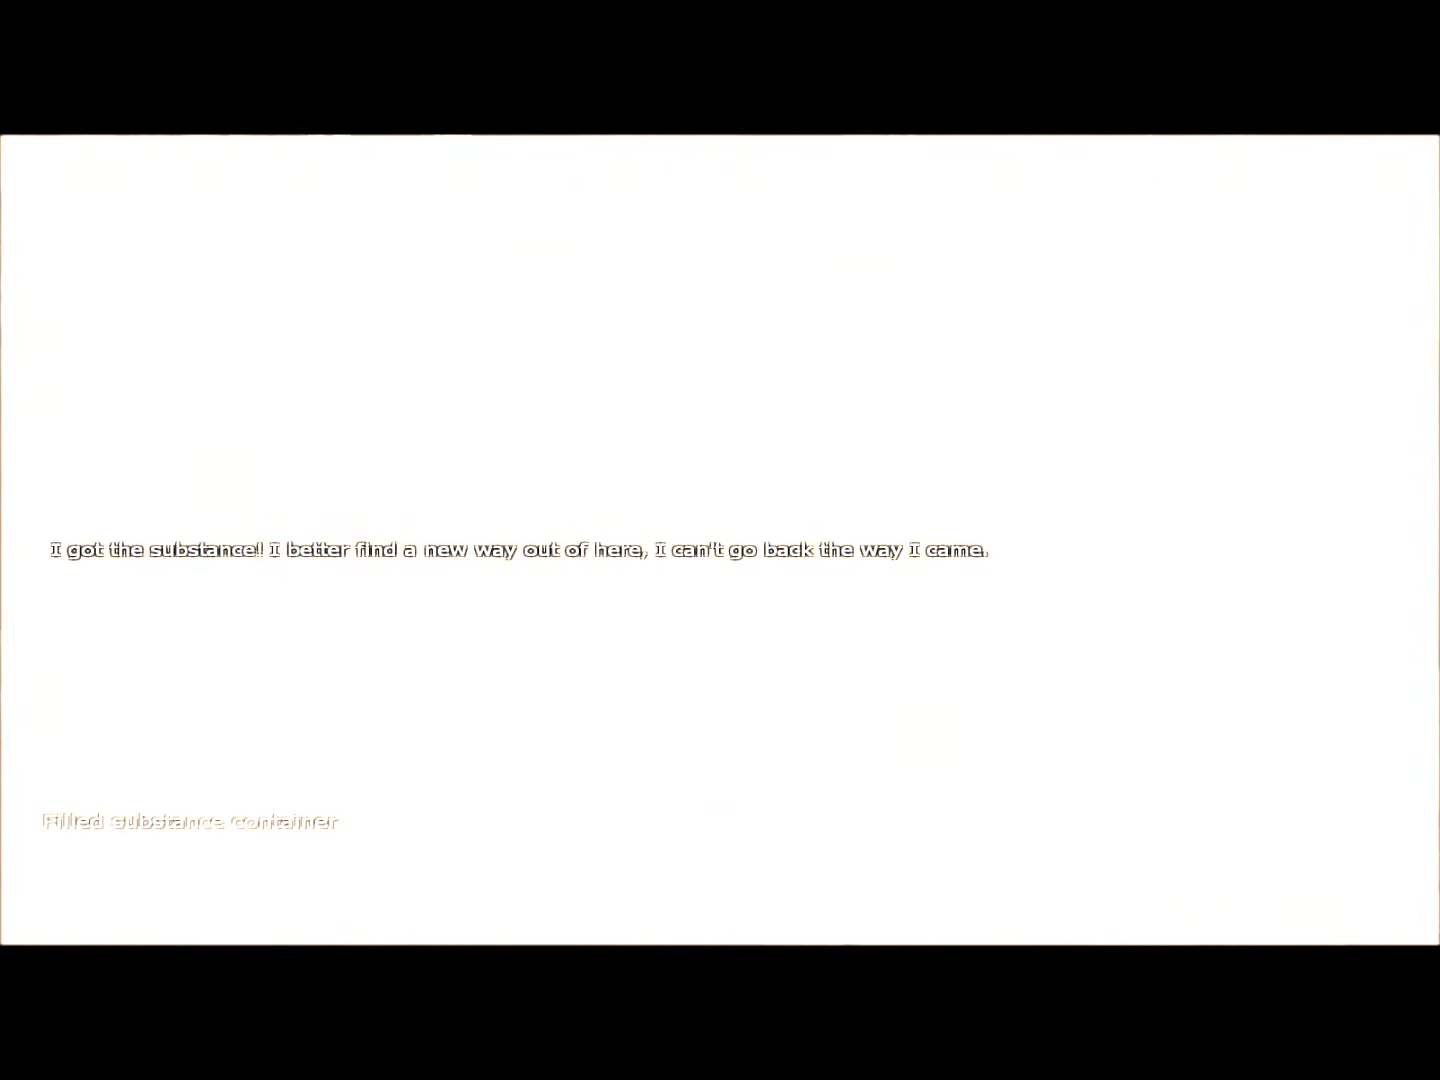 I got the substance! I better find a new way out of here, I can't go back the way I came.
Filled substance container